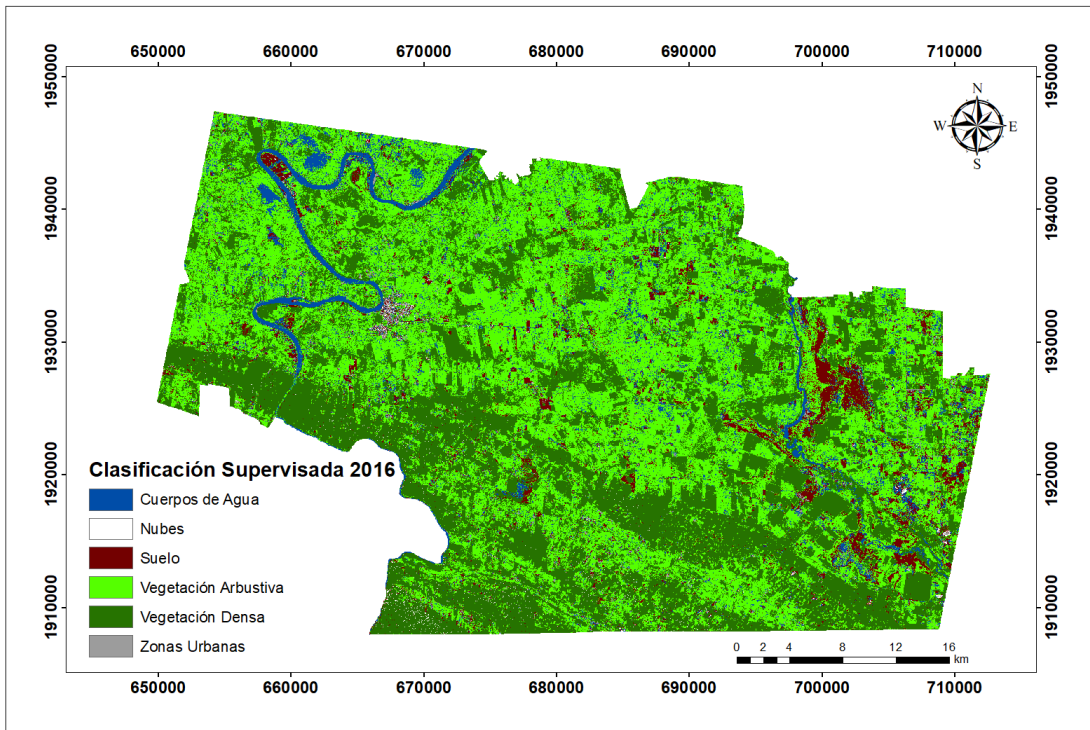 650000 660000 670000 680000 690000 700000 710000
1950000
1940000
1930000
1920000
1910000
1950000
1940000
1930000
1920000
1910000
N
W E
S
Clasificación Supervisada 2016
Cuerpos de Agua
Nubes
Suelo
Vegetación Arbustiva
Vegetación Densa
Zonas Urbanas
0 2 4 8 12 16
km
650000 660000 670000 680000 690000 700000 710000